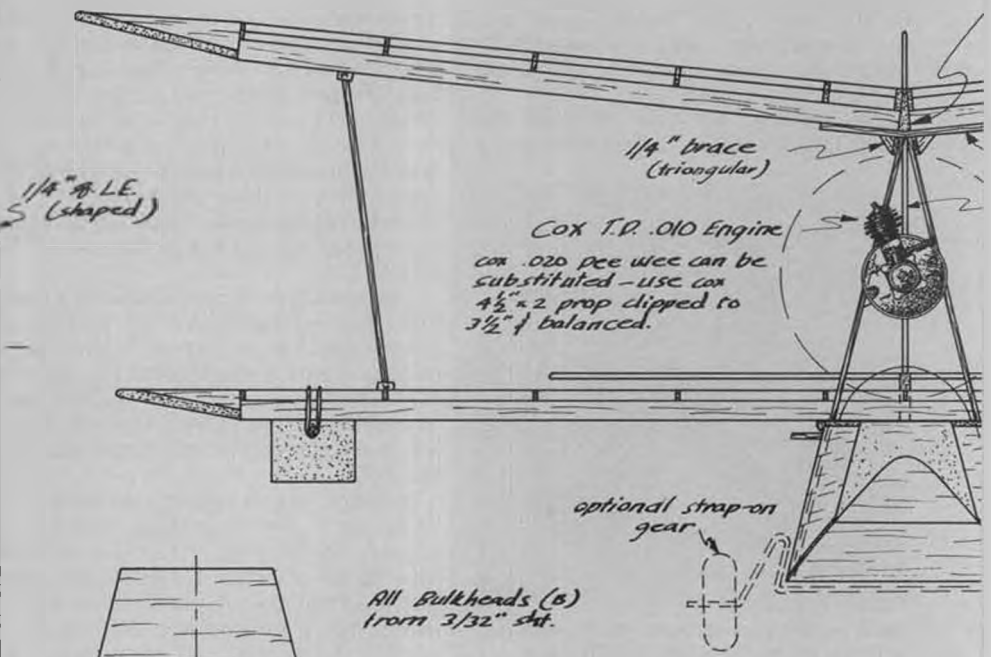 1/4" brace
(triangular)
1/4" sq. LE.
S (shaped)
Cox T.D. .010 Engine
cox .020 pee wee can be
substituted – use cox
4½" x 2 prop clipped to
3½" & balanced.
optional strap-on
gear
All Bulkheads (B)
from 3/32" sht.